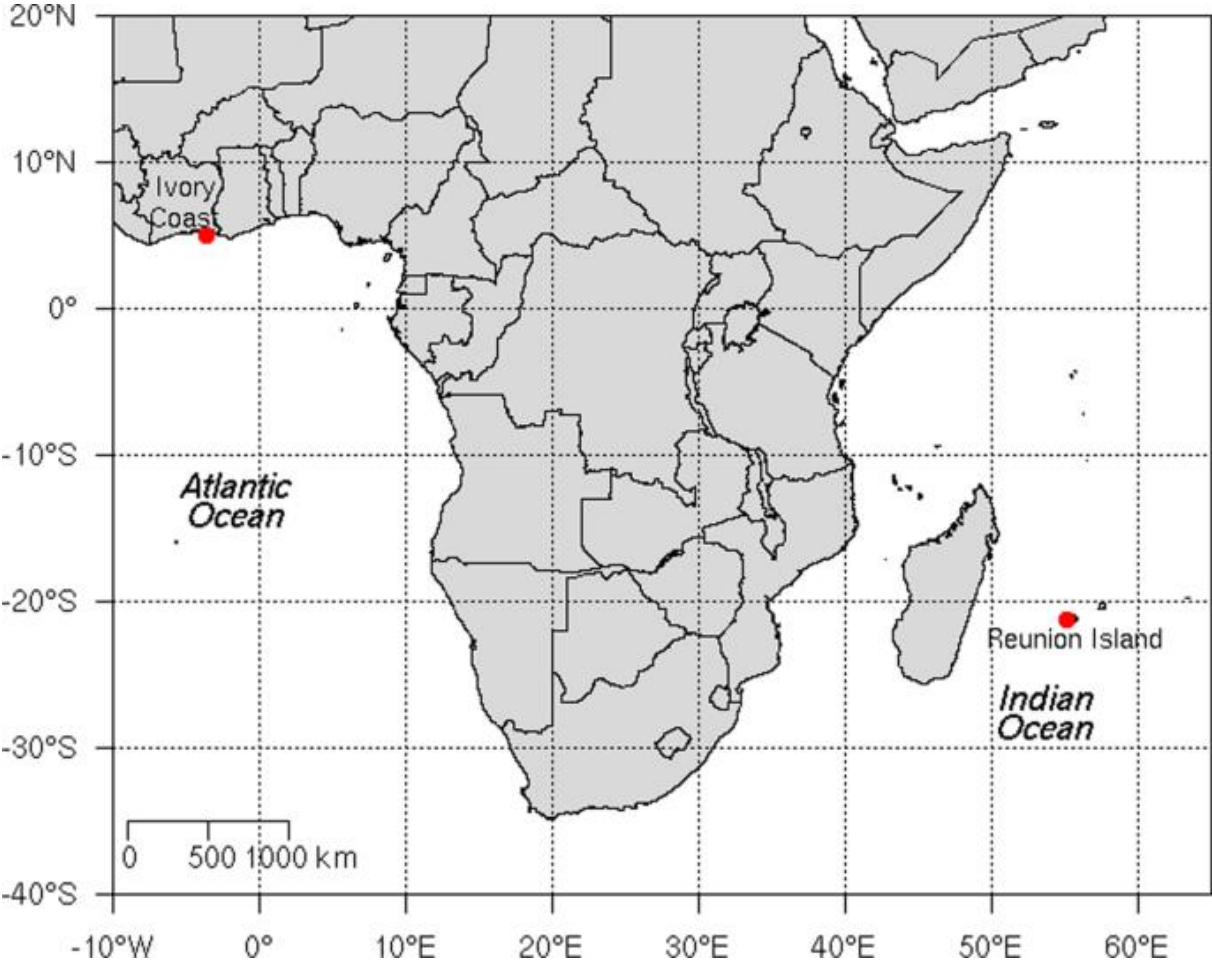 20°N
10°N
Ivory
Coast
0°
-10°S
Atlantic
Ocean
-20°S
Reunion Island
Indian
Ocean
-30°S
0 500 1000 km
-40°S
-10°W 0° 10°E 20°E 30°E 40°E 50°E 60°E